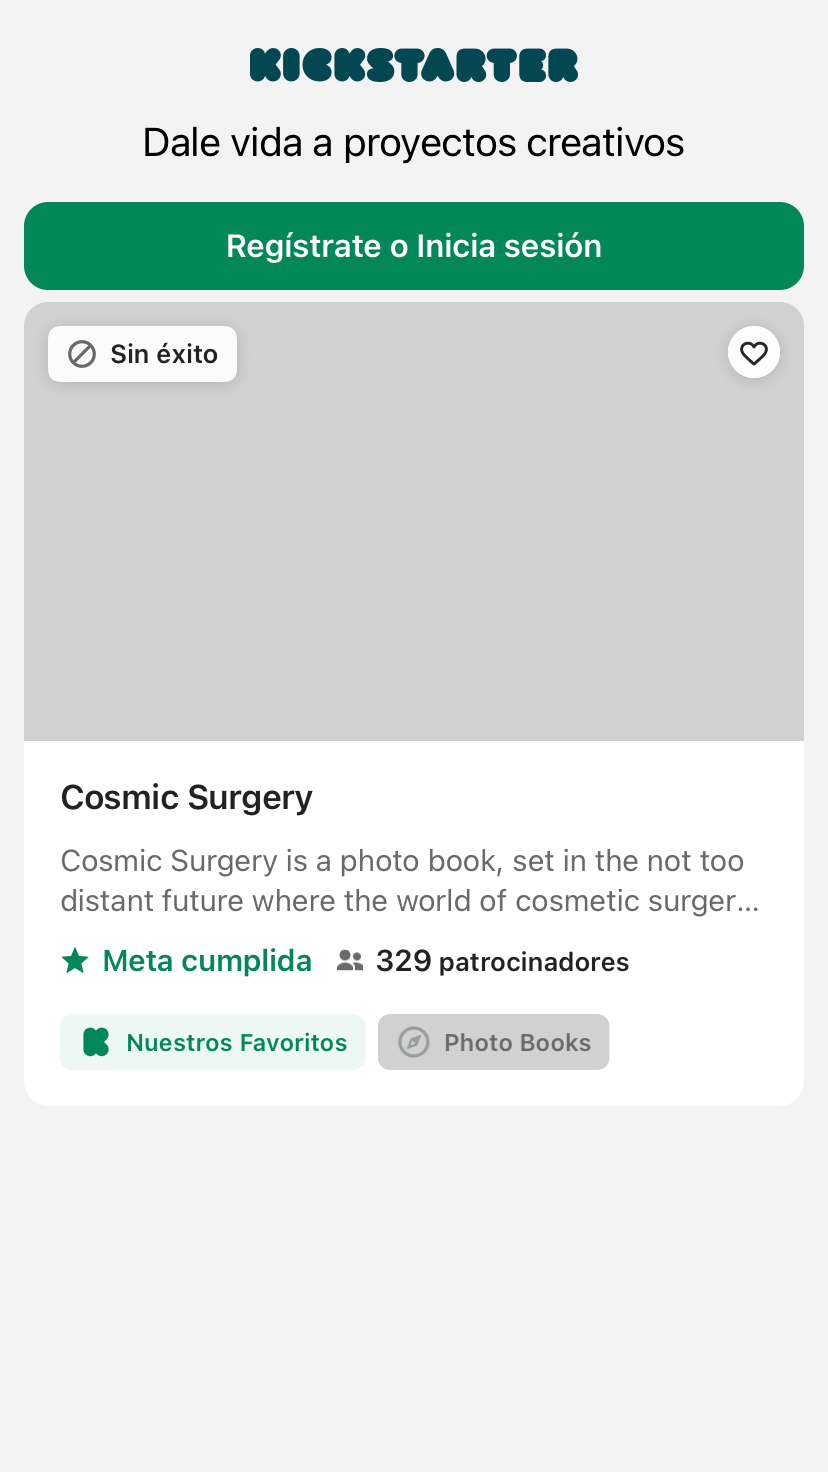 KICKSTARTER
Dale vida a proyectos creativos
Regístrate o Inicia sesión
Sin éxito
Cosmic Surgery
Cosmic Surgery is a photo book, set in the not too
distant future where the world of cosmetic surger...
Meta cumplida 329 patrocinadores
Nuestros Favoritos Photo Books